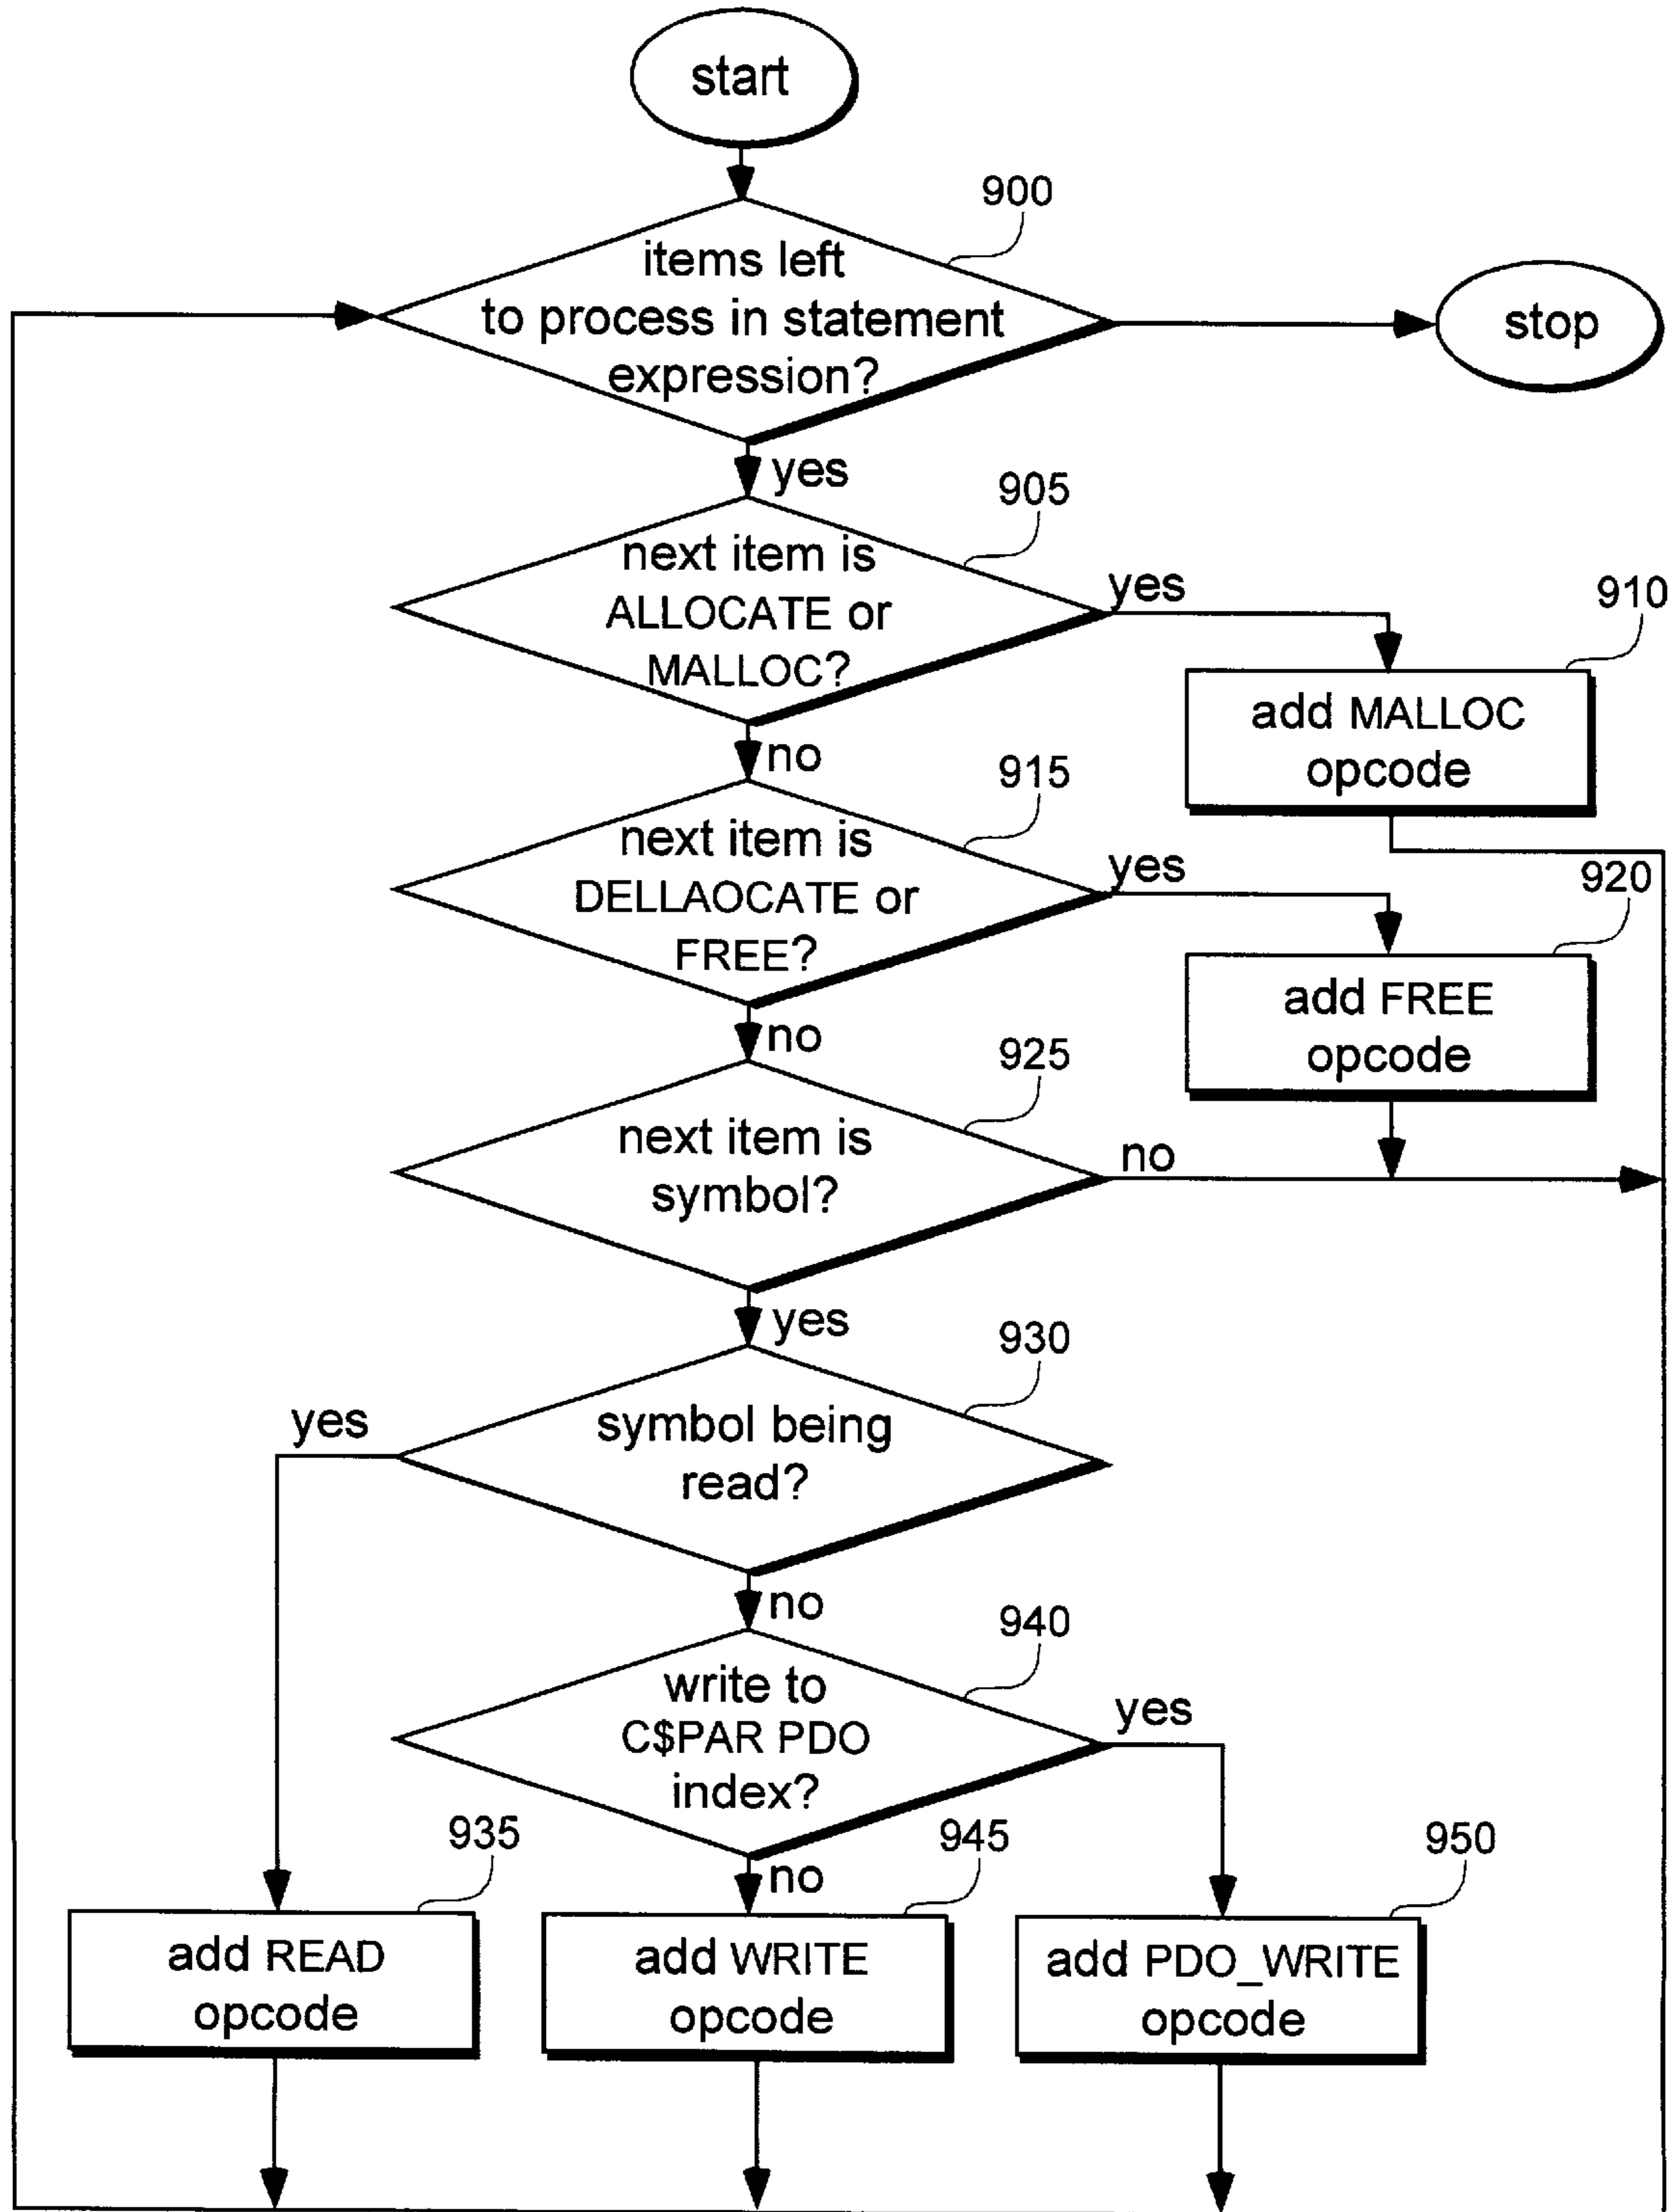 start
900
items left
to process in statement
expression?
stop
yes
905
next item is
ALLOCATE or
MALLOC?
yes
910
add MALLOC
opcode
no
915
next item is
DELLAOCATE or
FREE?
yes
920
add FREE
opcode
no
925
next item is
symbol?
no
yes
930
symbol being
read?
yes
no
940
write to
C$PAR PDO
index?
yes
935
945
950
no
add READ
opcode
add WRITE
opcode
add PDO_WRITE
opcode